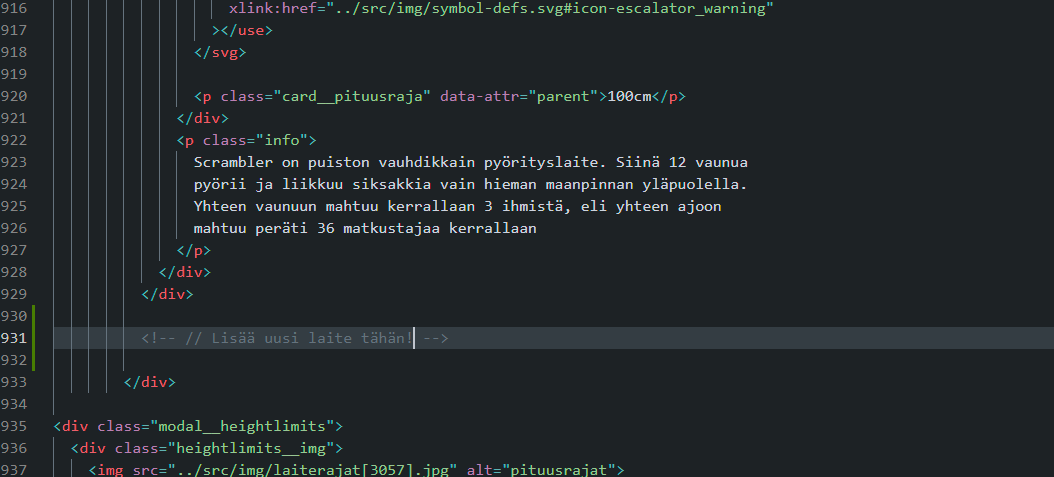 916 xlink:href="../src/img/symbol-defs.svg#icon-escalator_warning"
917 ></use>
918 </svg>
919
920 <p class="card__pituusraja" data-attr="parent">100cm</p>
921 </div>
922 <p class="info">
923 Scrambler on puiston vauhdikkain pyörityslaite. Siinä 12 vaunua
924 pyörii ja liikkuu siksakkia vain hieman maanpinnan yläpuolella.
925 Yhteen vaunuun mahtuu kerrallaan 3 ihmistä, eli yhteen ajoon
926 mahtuu peräti 36 matkustajaa kerrallaan
927 </p>
928 </div>
929 </div>
930
931 <!-- // Lisää uusi laite tähän! -->
932
933 </div>
934
935 <div class="modal__heightlimits">
936 <div class="heightlimits__img">
937 <img src="../src/img/laiterajat[3057].jpg" alt="pituusrajat">